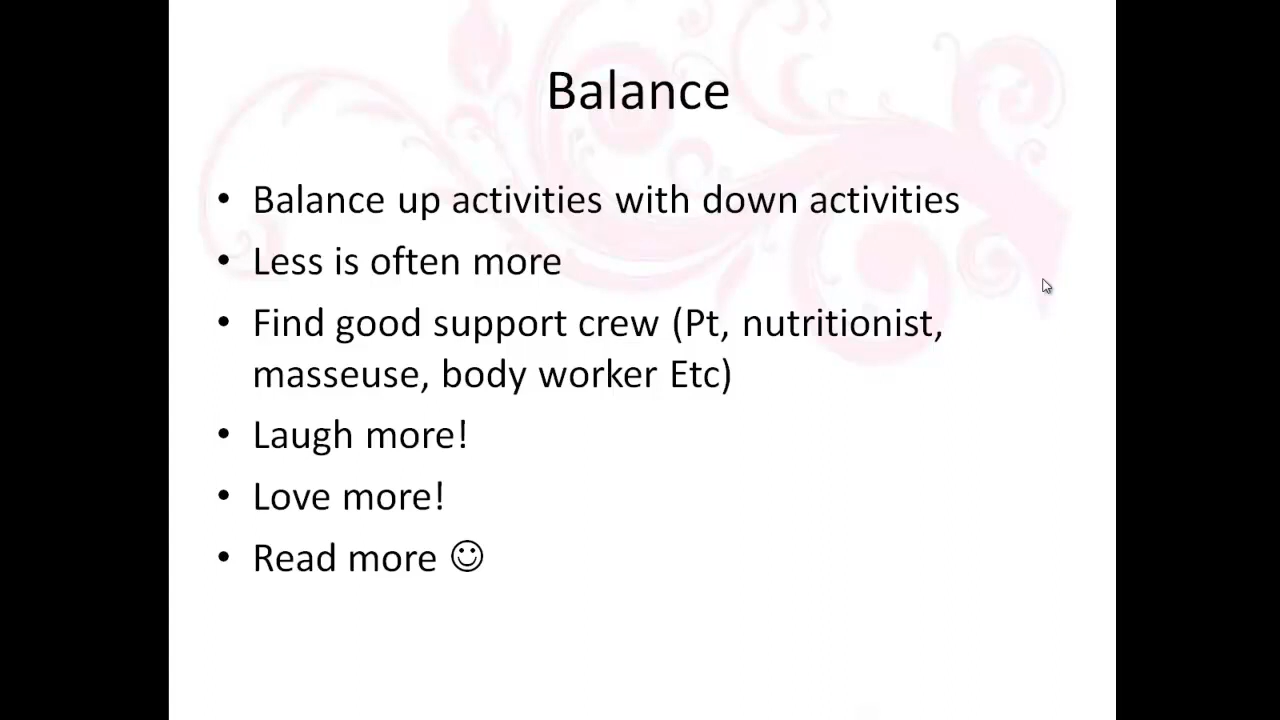 Balance
• Balance up activities with down activities
• Less is often more
• Find good support crew (Pt, nutritionist,
masseuse, body worker Etc)
• Laugh more!
• Love more!
• Read more ☺